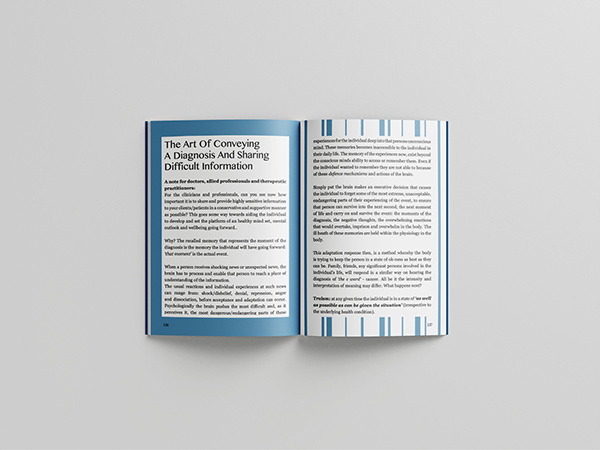 The Art Of Conveying
A Diagnosis And Sharing
Difficult Information
A note for doctors, allied professionals and therapeutic
practitioners:
For the clinicians and professionals, can you see now how
important it is to share and provide highly sensitive information
to your clients/patients in a conservative and supportive manner
as possible? This goes some way towards aiding the individual
to develop and set the platform of an healthy mind set, mental
outlook and wellbeing going forward..
Why? The recalled memory that represents the moment of the
diagnosis is the memory the individual will have going forward:
That moment' is the actual event.
When a person receives shocking news or unexpected news, the
brain has to process and enable that person to reach a place of
understanding of the information.
The usual reactions and individual experiences at such news
can range from: shock/disbelief, denial, repression, anger
and dissociation, before acceptance and adaptation can occur.
Psychologically the brain pushes the most difficult and, as it
perceives it, the most dangerous/endangering parts of these
136
experiences for the individual deep into that persons unconscious
mind. These memories becomes inaccessible to the individual in
their daily life. The memory of the experiences now, exist beyond
the conscious minds ability to access or remember them. Even if
the individual wanted to remember they are not able to because
of these defence mechanisms and actions of the brain.
Simply put the brain makes an executive decision that causes
the individual to forget some of the most extreme, unacceptable,
endangering parts of their experiencing of the event, to ensure
that person can survive into the next second, the next moment
of life and carry on and survive the event: the moments of the
diagnosis, the negative thoughts, the overwhelming emotions
that would overtake, imprison and overwhelm in the body. The
ill heath of these memories are held within the physiology in the
body.
This adaptation response then, is a method whereby the body
is trying to keep the person in a state of ok-ness as best as they
can be. Family, friends, any significant persons involved in the
individual's life, will respond in a similar way on hearing the
diagnosis of 'the c word' - cancer. All be it the intensity and
interpretation of meaning may differ. What happens next?
Truism: at any given time the individual is in a state of 'as well
as possible as can be given the situation' (irrespective to
the underlying health condition).
137